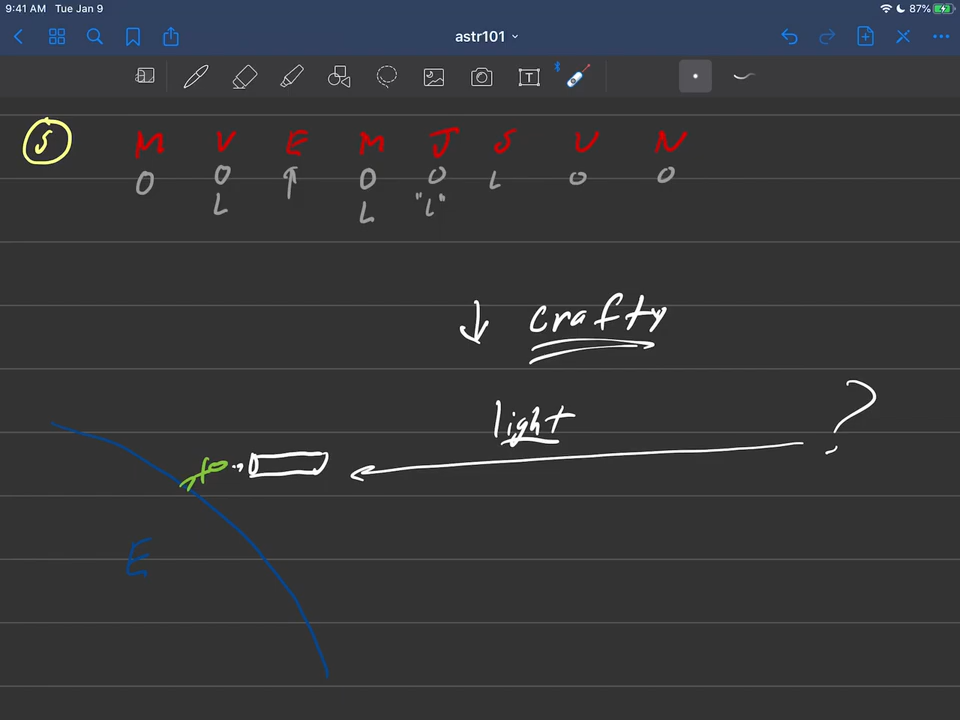 9:41 AM Tue Jan 9
87%
astr101
T
S M V E M J S U N
O O ↑ O O L O O
L L "L"
↓ crafty
light ?
E